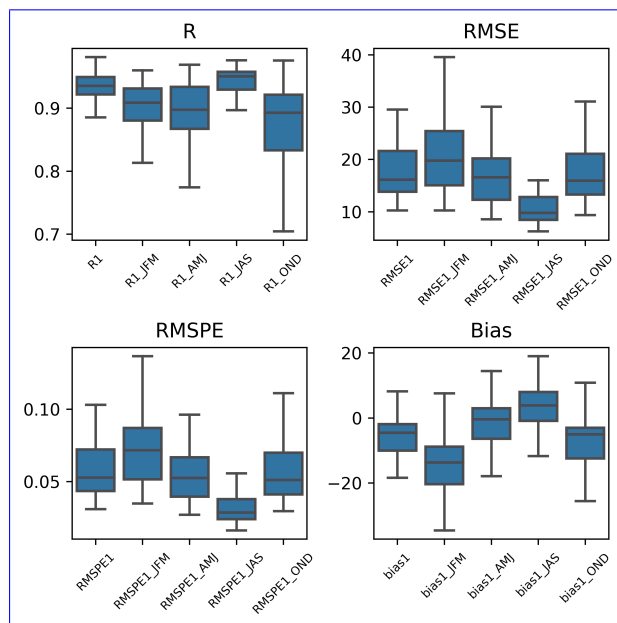 R
RMSE
0.9
0.8
0.7
R1
R1_JFM
R1_AMJ
R1_JAS
R1_OND
40
30
20
10
RMSE1
RMSE1_JFM
RMSE1_AMJ
RMSE1_JAS
RMSE1_OND
RMSPE
Bias
0.10
0.05
RMSPE1
RMSPE1_JFM
RMSPE1_AMJ
RMSPE1_JAS
RMSPE1_OND
20
0
−20
bias1
bias1_JFM
bias1_AMJ
bias1_JAS
bias1_OND